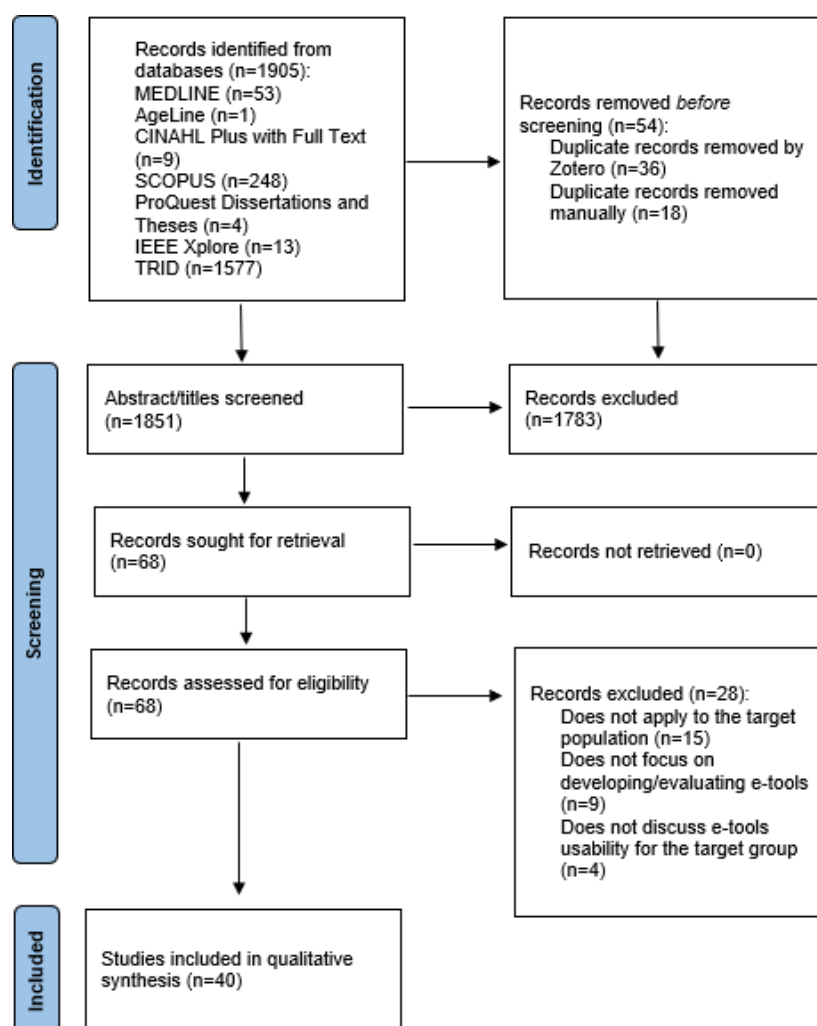 Identification
Records identified from
databases (n=1905):
MEDLINE (n=53)
AgeLine (n=1)
CINAHL Plus with Full Text
(n=9)
SCOPUS (n=248)
ProQuest Dissertations and
Theses (n=4)
IEEE Xplore (n=13)
TRID (n=1577)
Records removed before
screening (n=54):
Duplicate records removed by
Zotero (n=36)
Duplicate records removed
manually (n=18)
Screening
Abstract/titles screened
(n=1851)
Records excluded
(n=1783)
Records sought for retrieval
(n=68)
Records not retrieved (n=0)
Records assessed for eligibility
(n=68)
Records excluded (n=28):
Does not apply to the target
population (n=15)
Does not focus on
developing/evaluating e-tools
(n=9)
Does not discuss e-tools
usability for the target group
(n=4)
Included
Studies included in qualitative
synthesis (n=40)